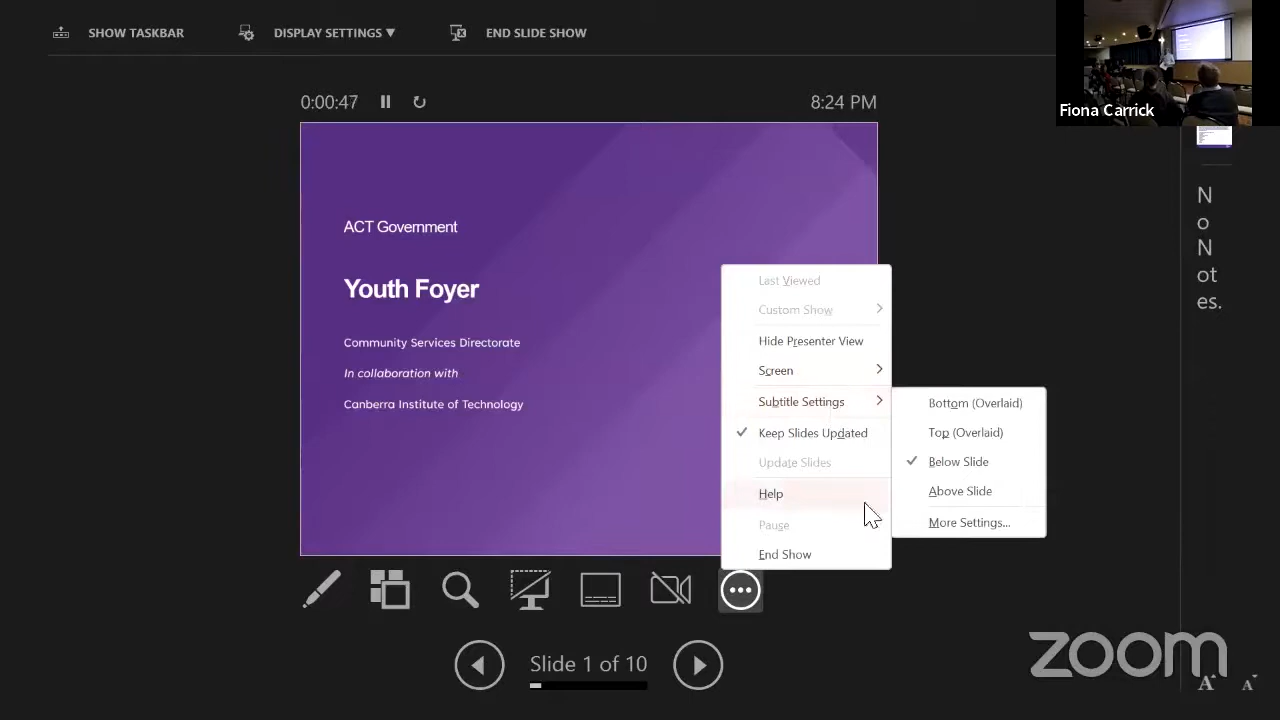 SHOW TASKBAR
DISPLAY SETTINGS ▼
END SLIDE SHOW
Fiona Carrick
0:00:47
8:24 PM
ACT Government
Youth Foyer
Community Services Directorate
In collaboration with
Canberra Institute of Technology
Last Viewed
Custom Show
Hide Presenter View
Screen
Subtitle Settings
Keep Slides Updated
Update Slides
Help
Pause
End Show
Bottom (Overlaid)
Top (Overlaid)
Below Slide
Above Slide
More Settings...
N
o
N
ot
es.
Slide 1 of 10
zoom
A
A